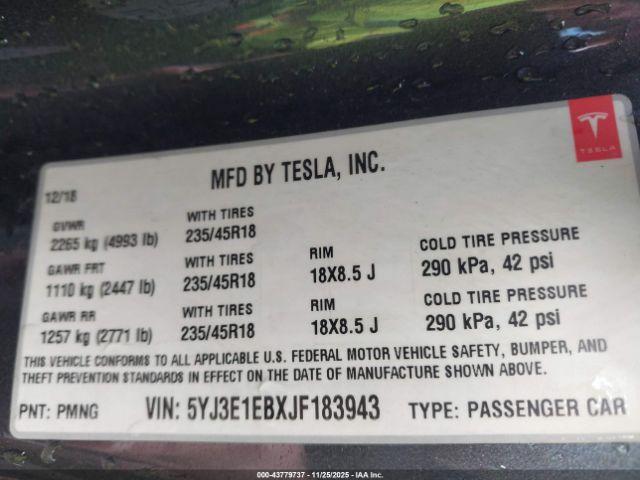 TESLA
MFD BY TESLA, INC.
12/18
GVWR
2265 kg (4993 lb)
WITH TIRES
235/45R18
GAWR FRT
1110 kg (2447 lb)
WITH TIRES
235/45R18
RIM
18X8.5 J
COLD TIRE PRESSURE
290 kPa, 42 psi
GAWR RR
1257 kg (2771 lb)
WITH TIRES
235/45R18
RIM
18X8.5 J
COLD TIRE PRESSURE
290 kPa, 42 psi
THIS VEHICLE CONFORMS TO ALL APPLICABLE U.S. FEDERAL MOTOR VEHICLE SAFETY, BUMPER, AND
THEFT PREVENTION STANDARDS IN EFFECT ON THE DATE OF MANUFACTURE SHOWN ABOVE.
PNT: PMNG VIN: 5YJ3E1EBXJF183943 TYPE: PASSENGER CAR
000-43779737 - 11/25/2025 - IAA Inc.